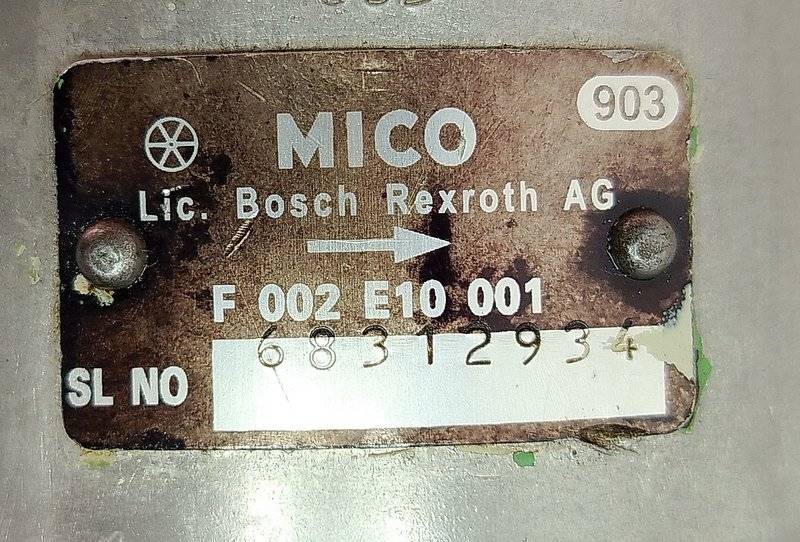 903
MICO
Lic. Bosch Rexroth AG
F 002 E10 001
68312934
SL NO